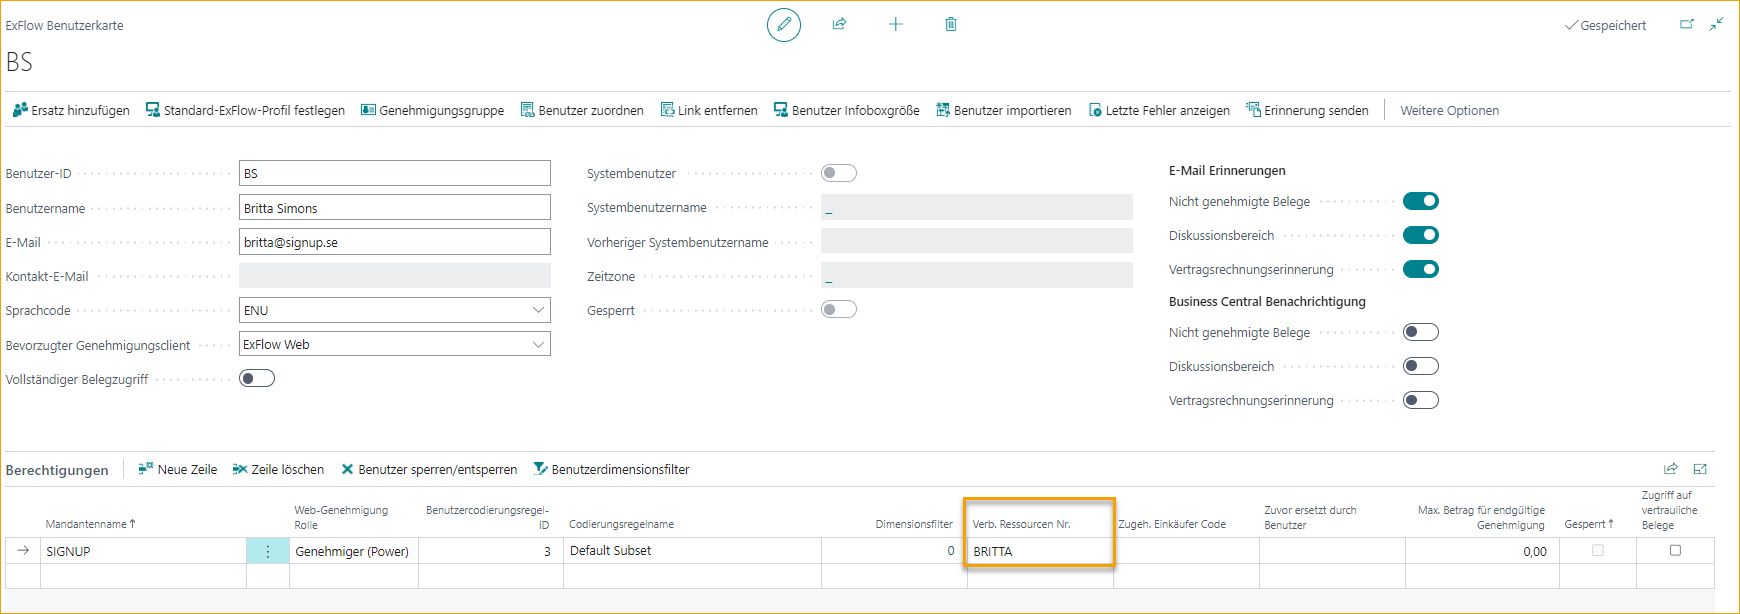 ExFlow Benutzerkarte
Gespeichert
BS
Ersatz hinzufügen Standard-ExFlow-Profil festlegen Genehmigungsgruppe Benutzer zuordnen Link entfernen Benutzer Infoboxgröße Benutzer importieren Letzte Fehler anzeigen Erinnerung senden Weitere Optionen
Benutzer-ID BS
Benutzername Britta Simons
E-Mail britta@signup.se
Kontakt-E-Mail
Sprachcode ENU
Bevorzugter Genehmigungsclient ExFlow Web
Vollständiger Belegzugriff
Systembenutzer
Systembenutzername _
Vorheriger Systembenutzername
Zeitzone _
Gesperrt
E-Mail Erinnerungen
Nicht genehmigte Belege
Diskussionsbereich
Vertragsrechnungserinnerung
Business Central Benachrichtigung
Nicht genehmigte Belege
Diskussionsbereich
Vertragsrechnungserinnerung
Berechtigungen Neue Zeile Zeile löschen Benutzer sperren/entsperren Benutzerdimensionsfilter
Mandantenname ↑
Web-Genehmigung
Rolle
Benutzercodierungsregel-
ID
Codierungsregelname
Dimensionsfilter
Verb. Ressourcen Nr.
Zugeh. Einkäufer Code
Zuvor ersetzt durch
Benutzer
Max. Betrag für endgültige
Genehmigung
Gesperrt ↑
Zugriff auf
vertrauliche
Belege
→ SIGNUP Genehmiger (Power) 3 Default Subset 0 BRITTA 0,00